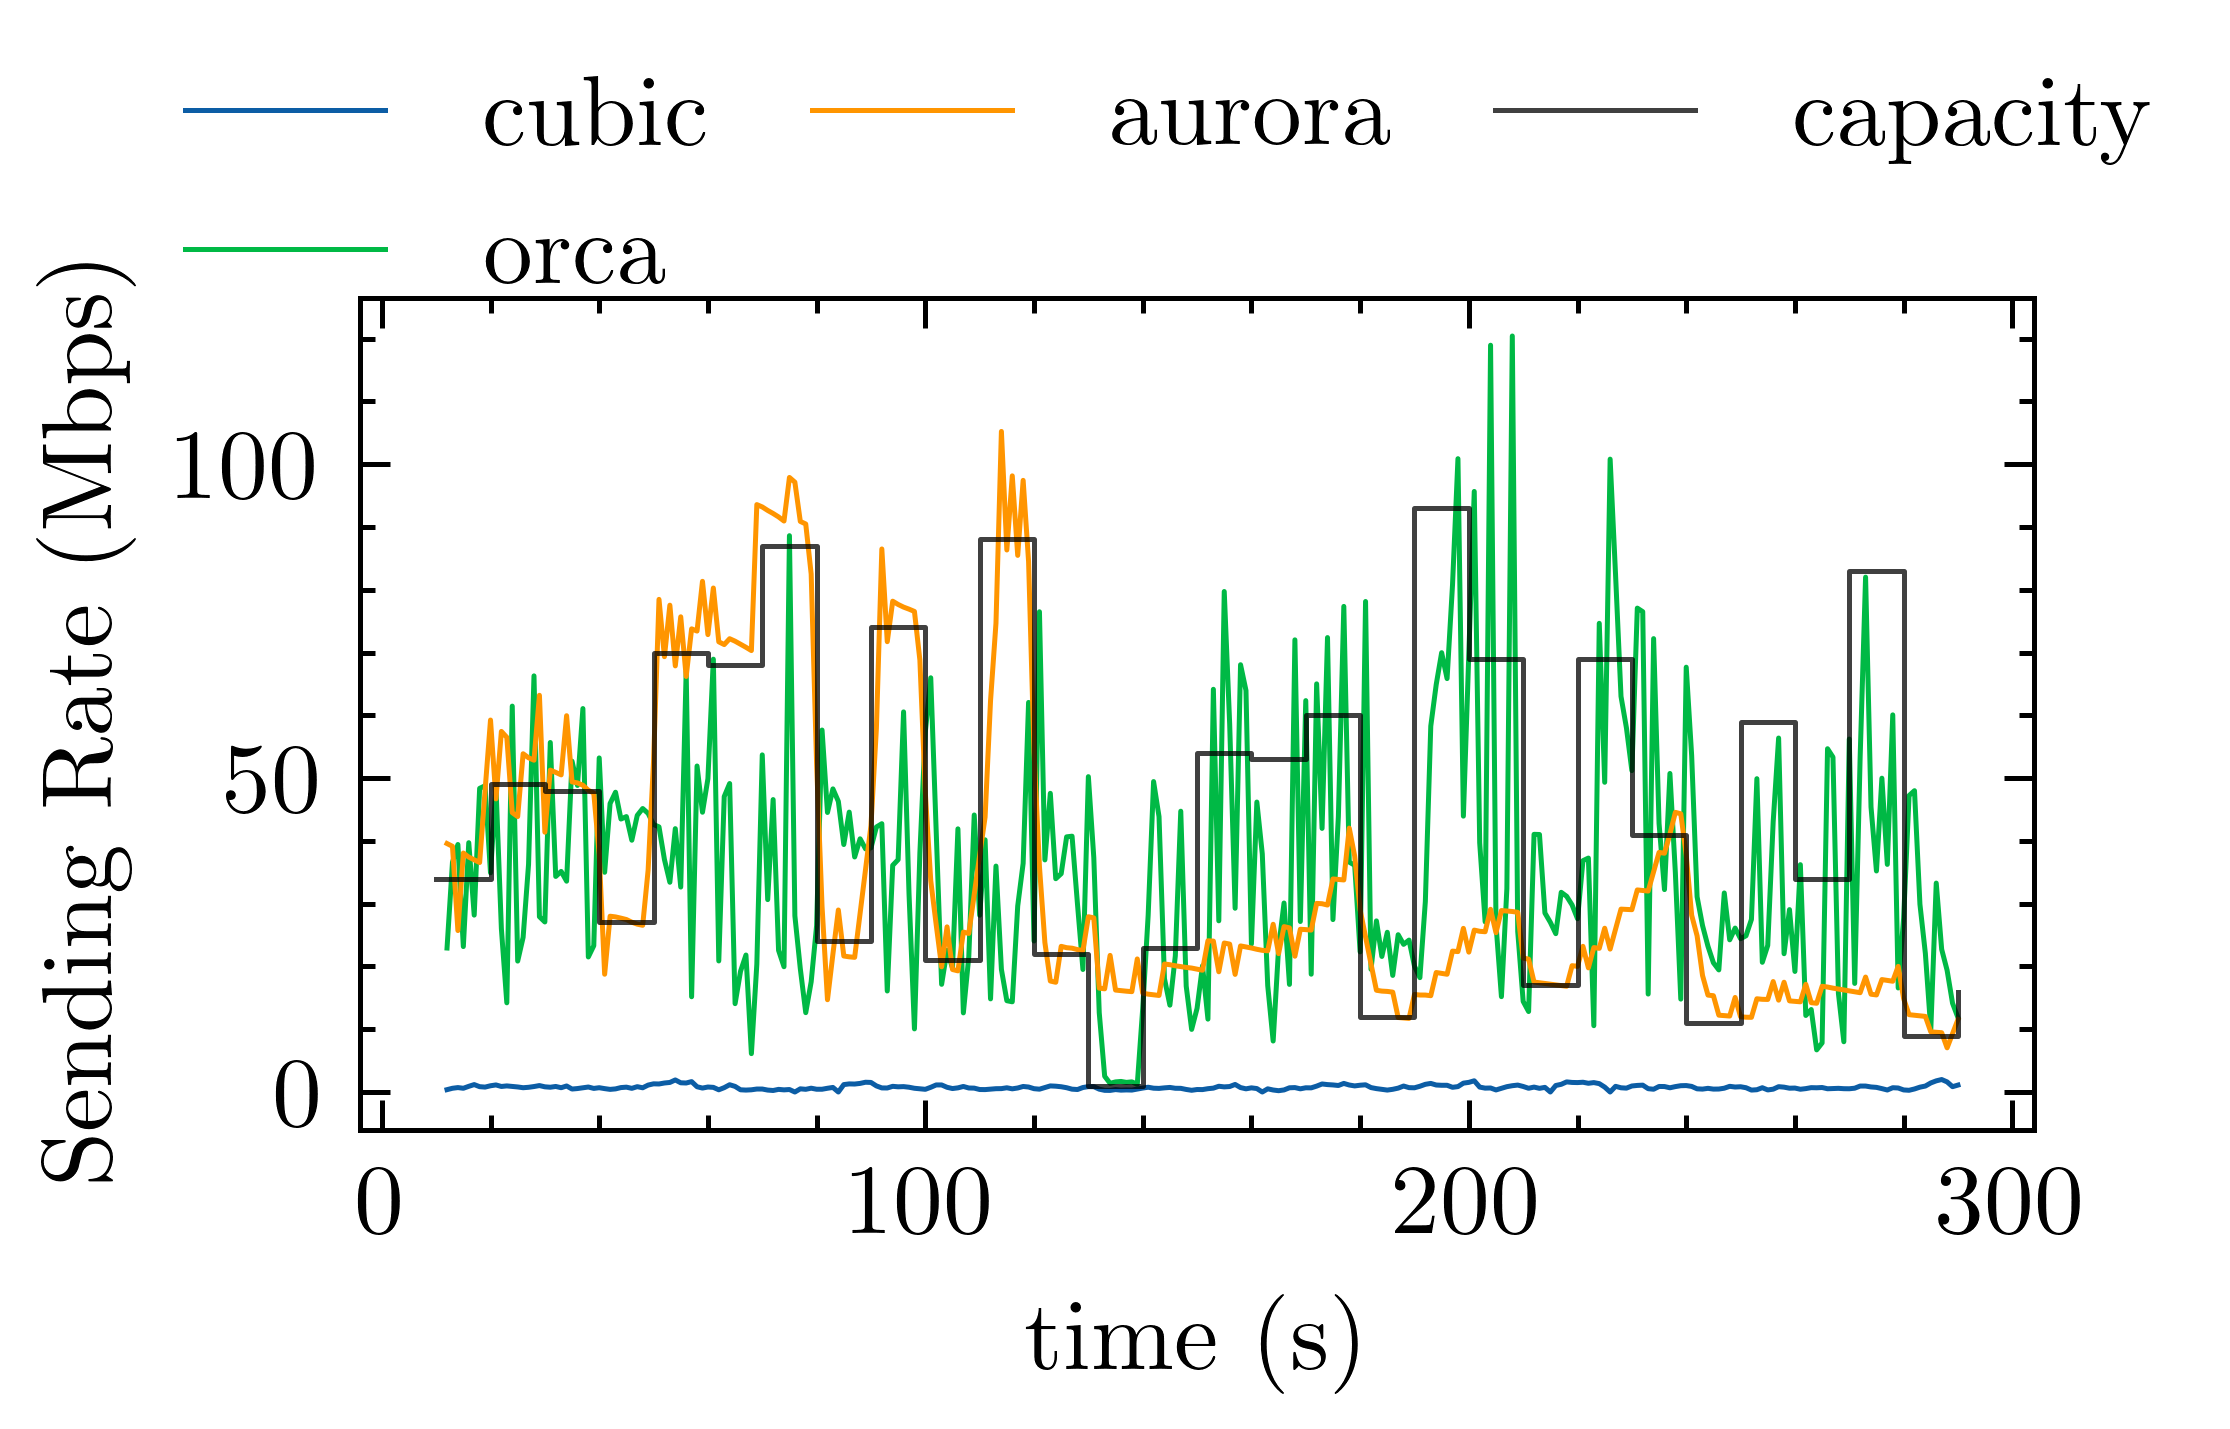 cubic
aurora
capacity
orca
Sending Rate (Mbps)
100
50
0
0
100
200
300
time (s)